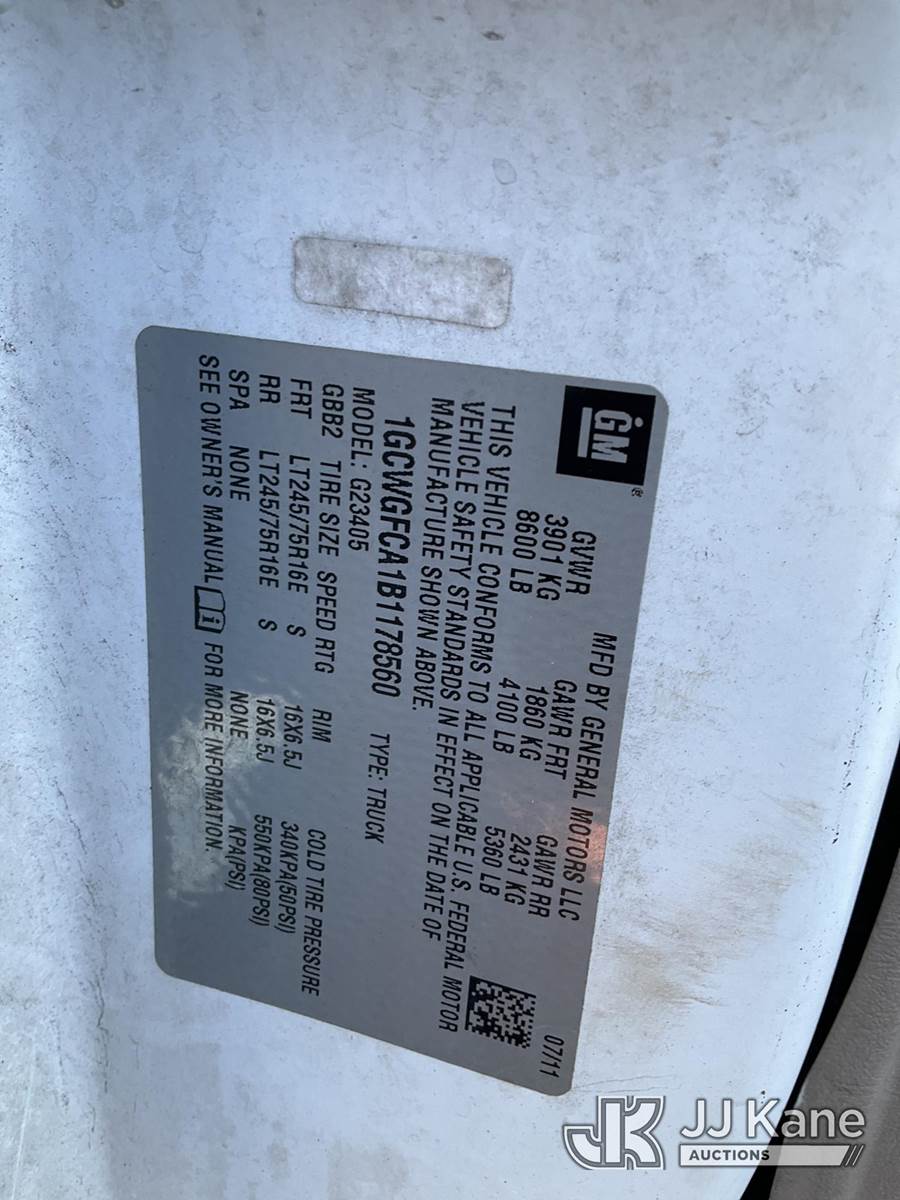 GM®
MFD BY GENERAL MOTORS LLC 07/11
GVWR GAWR FRT GAWR RR
3901 KG 1860 KG 2431 KG
8600 LB 4100 LB 5360 LB
THIS VEHICLE CONFORMS TO ALL APPLICABLE U.S. FEDERAL MOTOR
VEHICLE SAFETY STANDARDS IN EFFECT ON THE DATE OF
MANUFACTURE SHOWN ABOVE.
1GCWGFCA1B1178560 TYPE: TRUCK
MODEL: G23405
GBB2 TIRE SIZE SPEED RTG RIM COLD TIRE PRESSURE
FRT LT245/75R16E S 16X6.5J 340KPA(50PSI)
RR LT245/75R16E S 16X6.5J 550KPA(80PSI)
SPA NONE NONE KPA(PSI)
SEE OWNER'S MANUAL FOR MORE INFORMATION.
JK JJ Kane
AUCTIONS